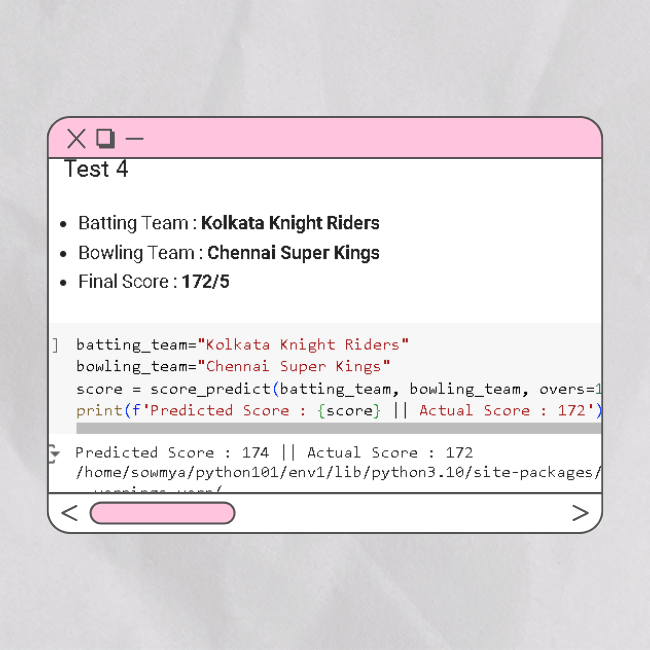 Test 4
• Batting Team : Kolkata Knight Riders
• Bowling Team : Chennai Super Kings
• Final Score : 172/5
] batting_team="Kolkata Knight Riders"
bowling_team="Chennai Super Kings"
score = score_predict(batting_team, bowling_team, overs=1
print(f'Predicted Score : {score} || Actual Score : 172')
Predicted Score : 174 || Actual Score : 172
/home/sowmya/python101/env1/lib/python3.10/site-packages/
warnings.warn(